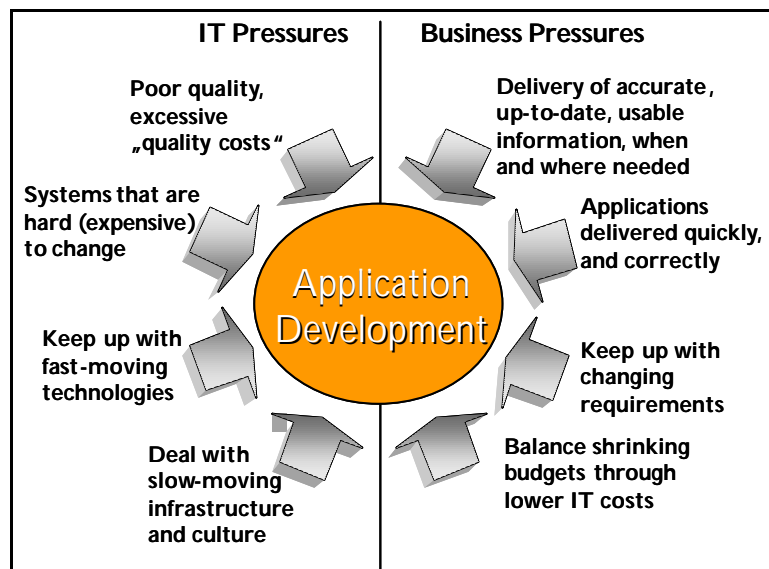 IT Pressures
Business Pressures
Poor quality,
excessive
„quality costs“
Systems that are
hard (expensive)
to change
Keep up with
fast-moving
technologies
Deal with
slow-moving
infrastructure
and culture
Application
Development
Delivery of accurate,
up-to-date, usable
information, when
and where needed
Applications
delivered quickly,
and correctly
Keep up with
changing
requirements
Balance shrinking
budgets through
lower IT costs